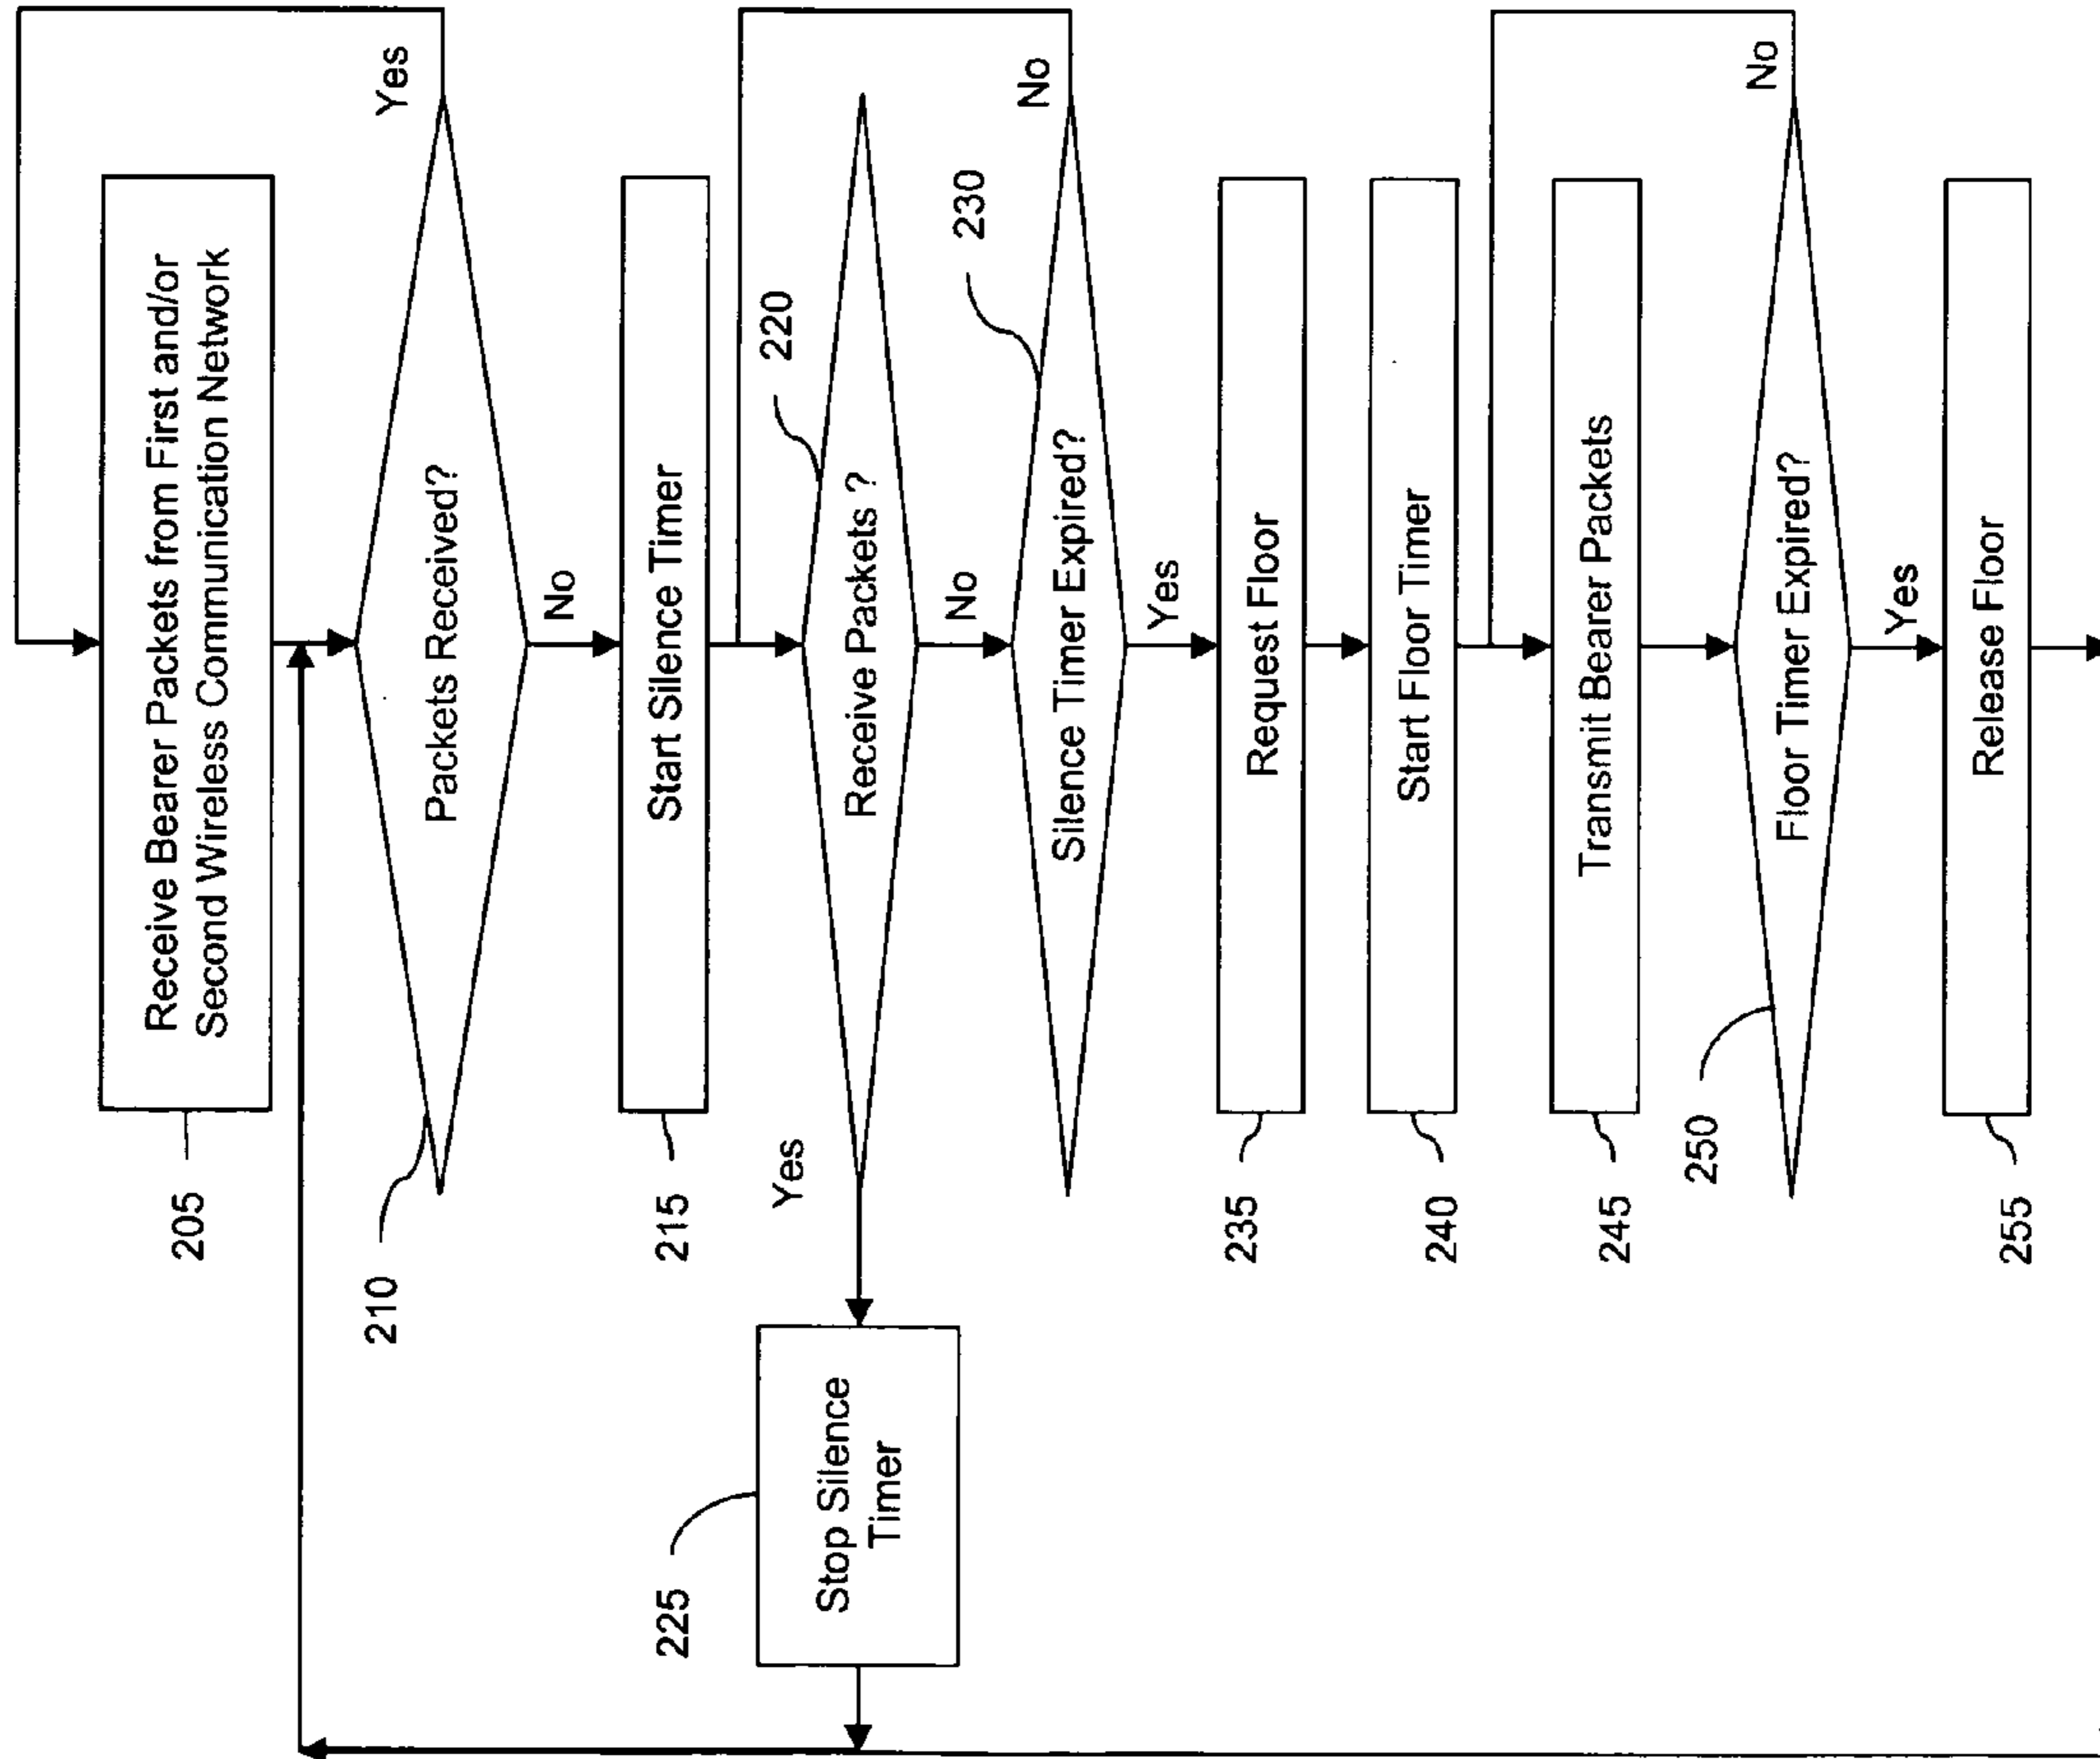 205
Receive Bearer Packets from First and/or
Second Wireless Communication Network
210
Packets Received?
Yes
No
215
Start Silence Timer
220
Receive Packets ?
Yes
No
225
Stop Silence
Timer
230
Silence Timer Expired?
No
Yes
235
Request Floor
240
Start Floor Timer
245
Transmit Bearer Packets
250
Floor Timer Expired?
No
Yes
255
Release Floor